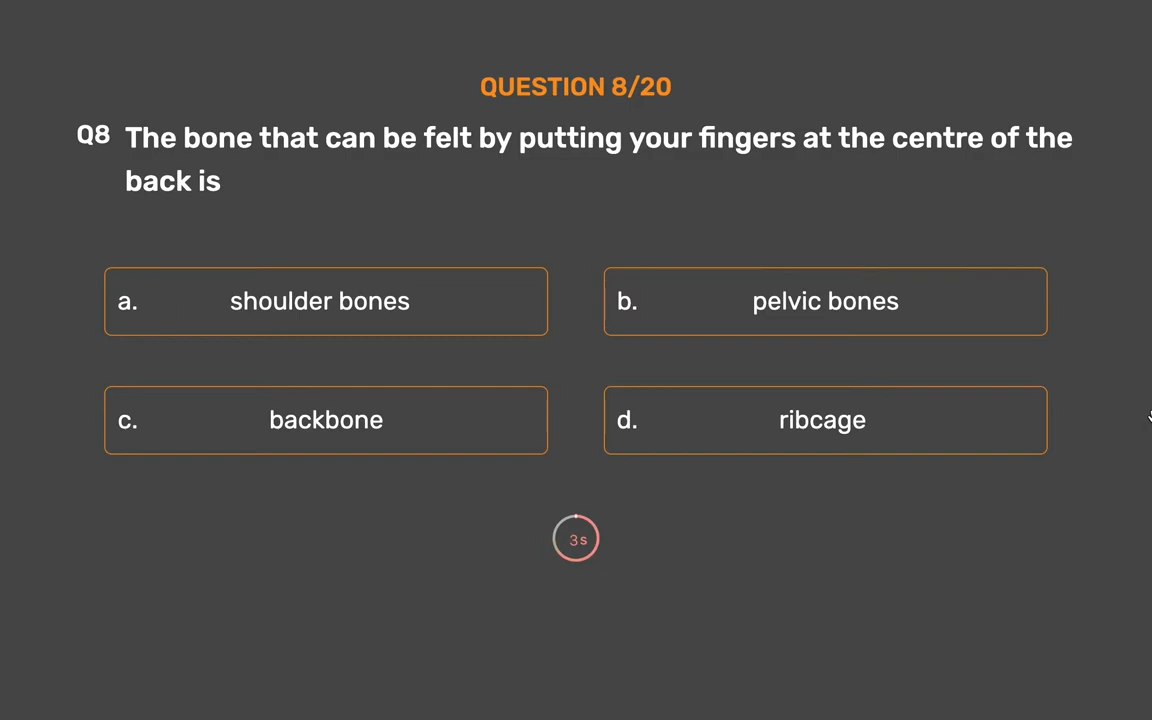 QUESTION 8/20
Q8 The bone that can be felt by putting your fingers at the centre of the
back is
a. shoulder bones
b. pelvic bones
c. backbone
d. ribcage
3s